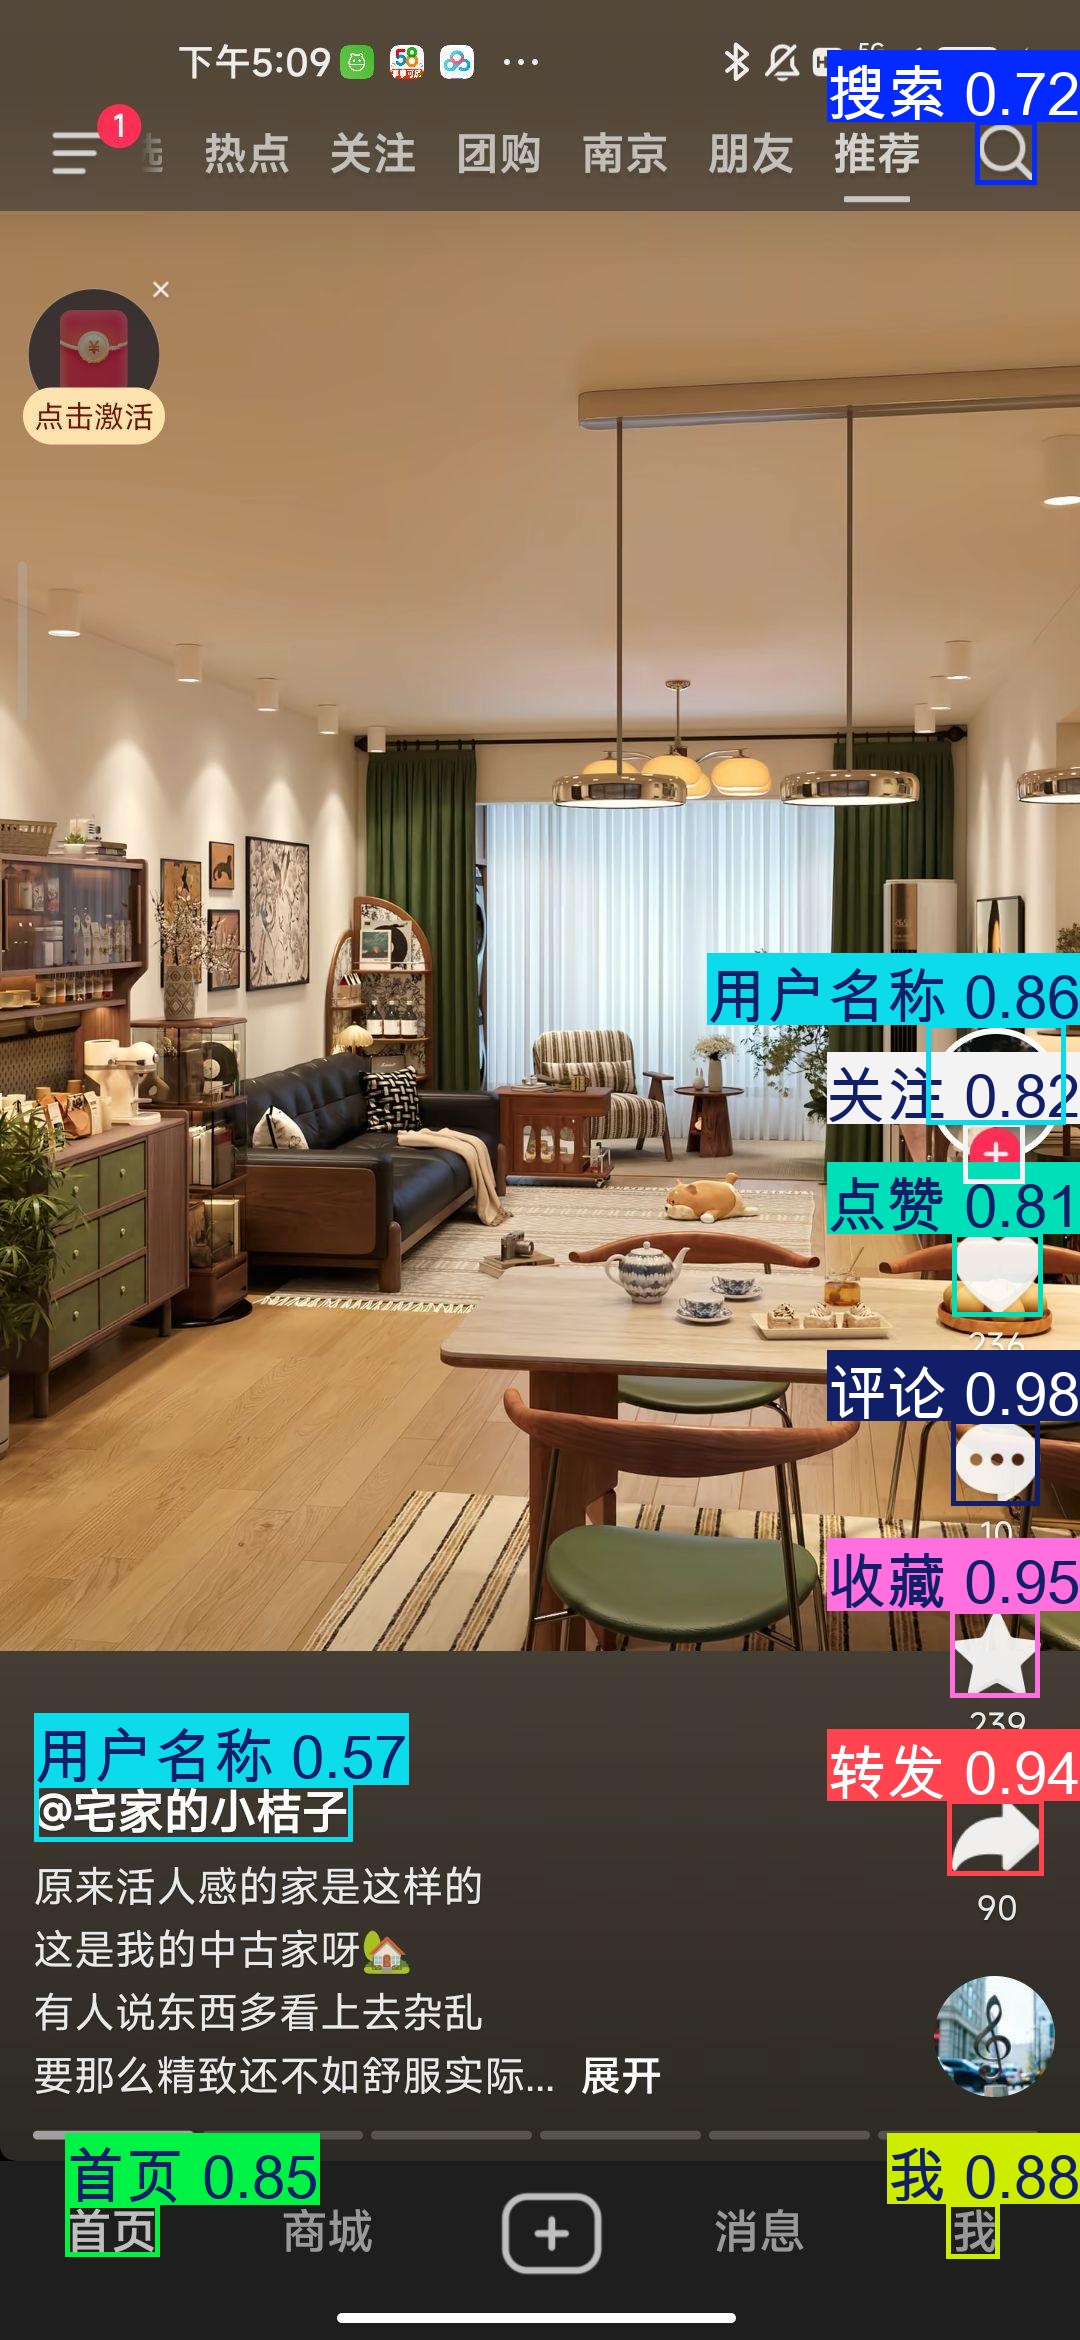 下午5:09
搜索 0.72
1
热点 关注 团购 南京 朋友 推荐
点击激活
用户名称 0.86
关注 0.82
点赞 0.81
236
评论 0.98
10
收藏 0.95
239
转发 0.94
90
用户名称 0.57
@宅家的小桔子
原来活人感的家是这样的
这是我的中古家呀
有人说东西多看上去杂乱
要那么精致还不如舒服实际... 展开
首页 0.85
我 0.88
首页 商城 消息 我